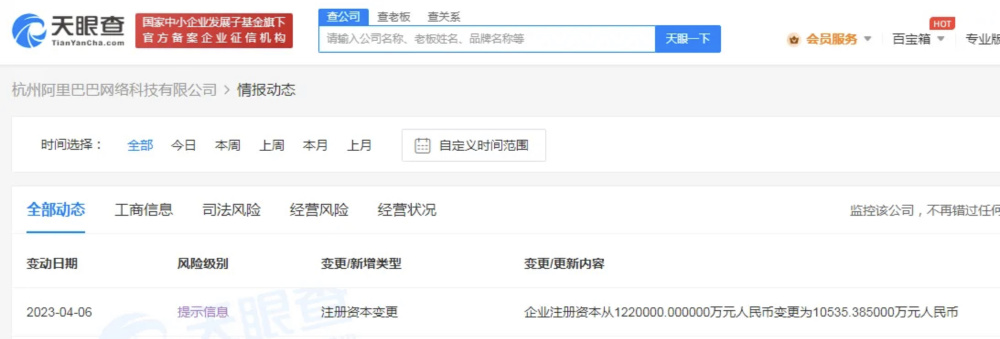 天眼查
TianYanCha.com
国家中小企业发展子基金旗下
官方备案企业征信机构
查公司 查老板 查关系
请输入公司名称、老板姓名、品牌名称等
天眼一下
会员服务
百宝箱
HOT
专业版
杭州阿里巴巴网络科技有限公司 > 情报动态
时间选择： 全部 今日 本周 上周 本月 上月 自定义时间范围
全部动态 工商信息 司法风险 经营风险 经营状况 监控该公司，不再错过任何
变动日期 风险级别 变更/新增类型 变更/更新内容
2023-04-06 提示信息 注册资本变更 企业注册资本从1220000.000000万元人民币变更为10535.385000万元人民币
天眼查